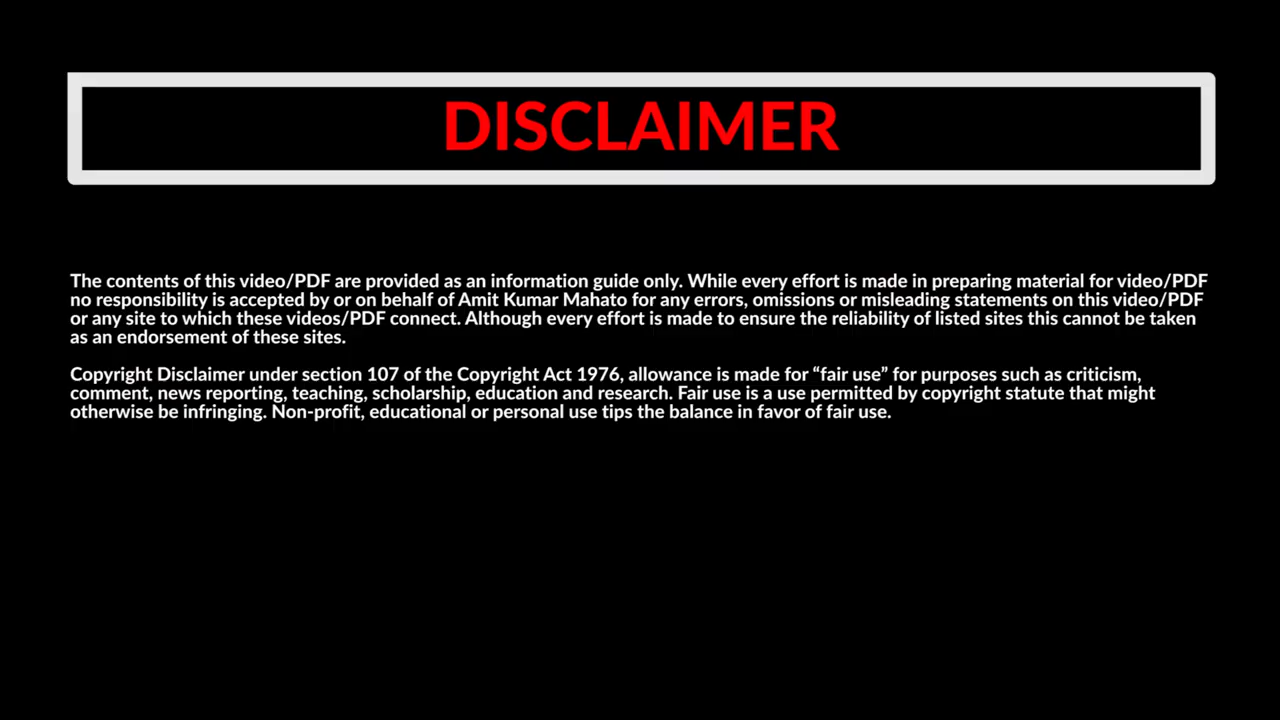 DISCLAIMER
The contents of this video/PDF are provided as an information guide only. While every effort is made in preparing material for video/PDF
no responsibility is accepted by or on behalf of Amit Kumar Mahato for any errors, omissions or misleading statements on this video/PDF
or any site to which these videos/PDF connect. Although every effort is made to ensure the reliability of listed sites this cannot be taken
as an endorsement of these sites.
Copyright Disclaimer under section 107 of the Copyright Act 1976, allowance is made for “fair use” for purposes such as criticism,
comment, news reporting, teaching, scholarship, education and research. Fair use is a use permitted by copyright statute that might
otherwise be infringing. Non-profit, educational or personal use tips the balance in favor of fair use.